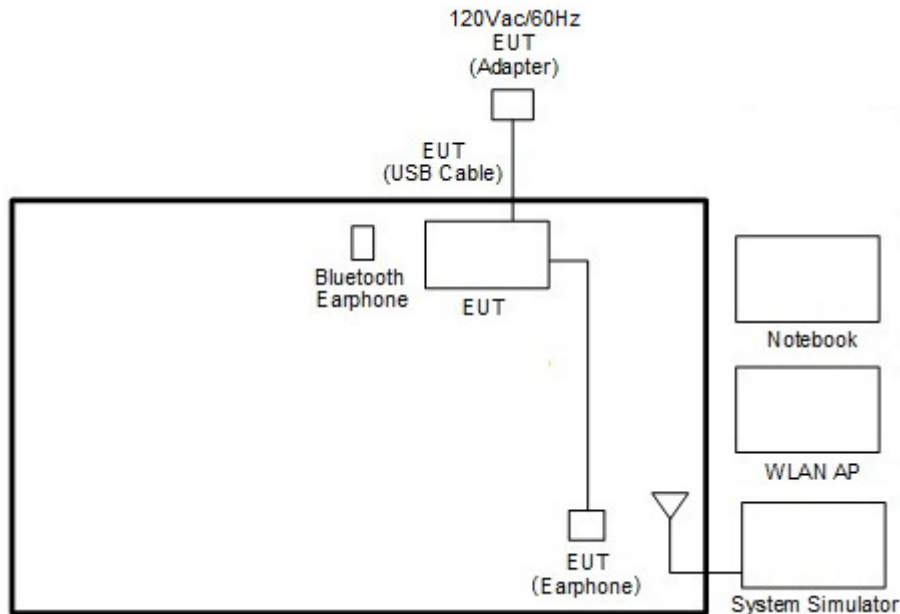 120Vac/60Hz
EUT
(Adapter)
EUT
(USB Cable)
Bluetooth
Earphone
EUT
Notebook
WLAN AP
EUT
(Earphone)
System Simulator